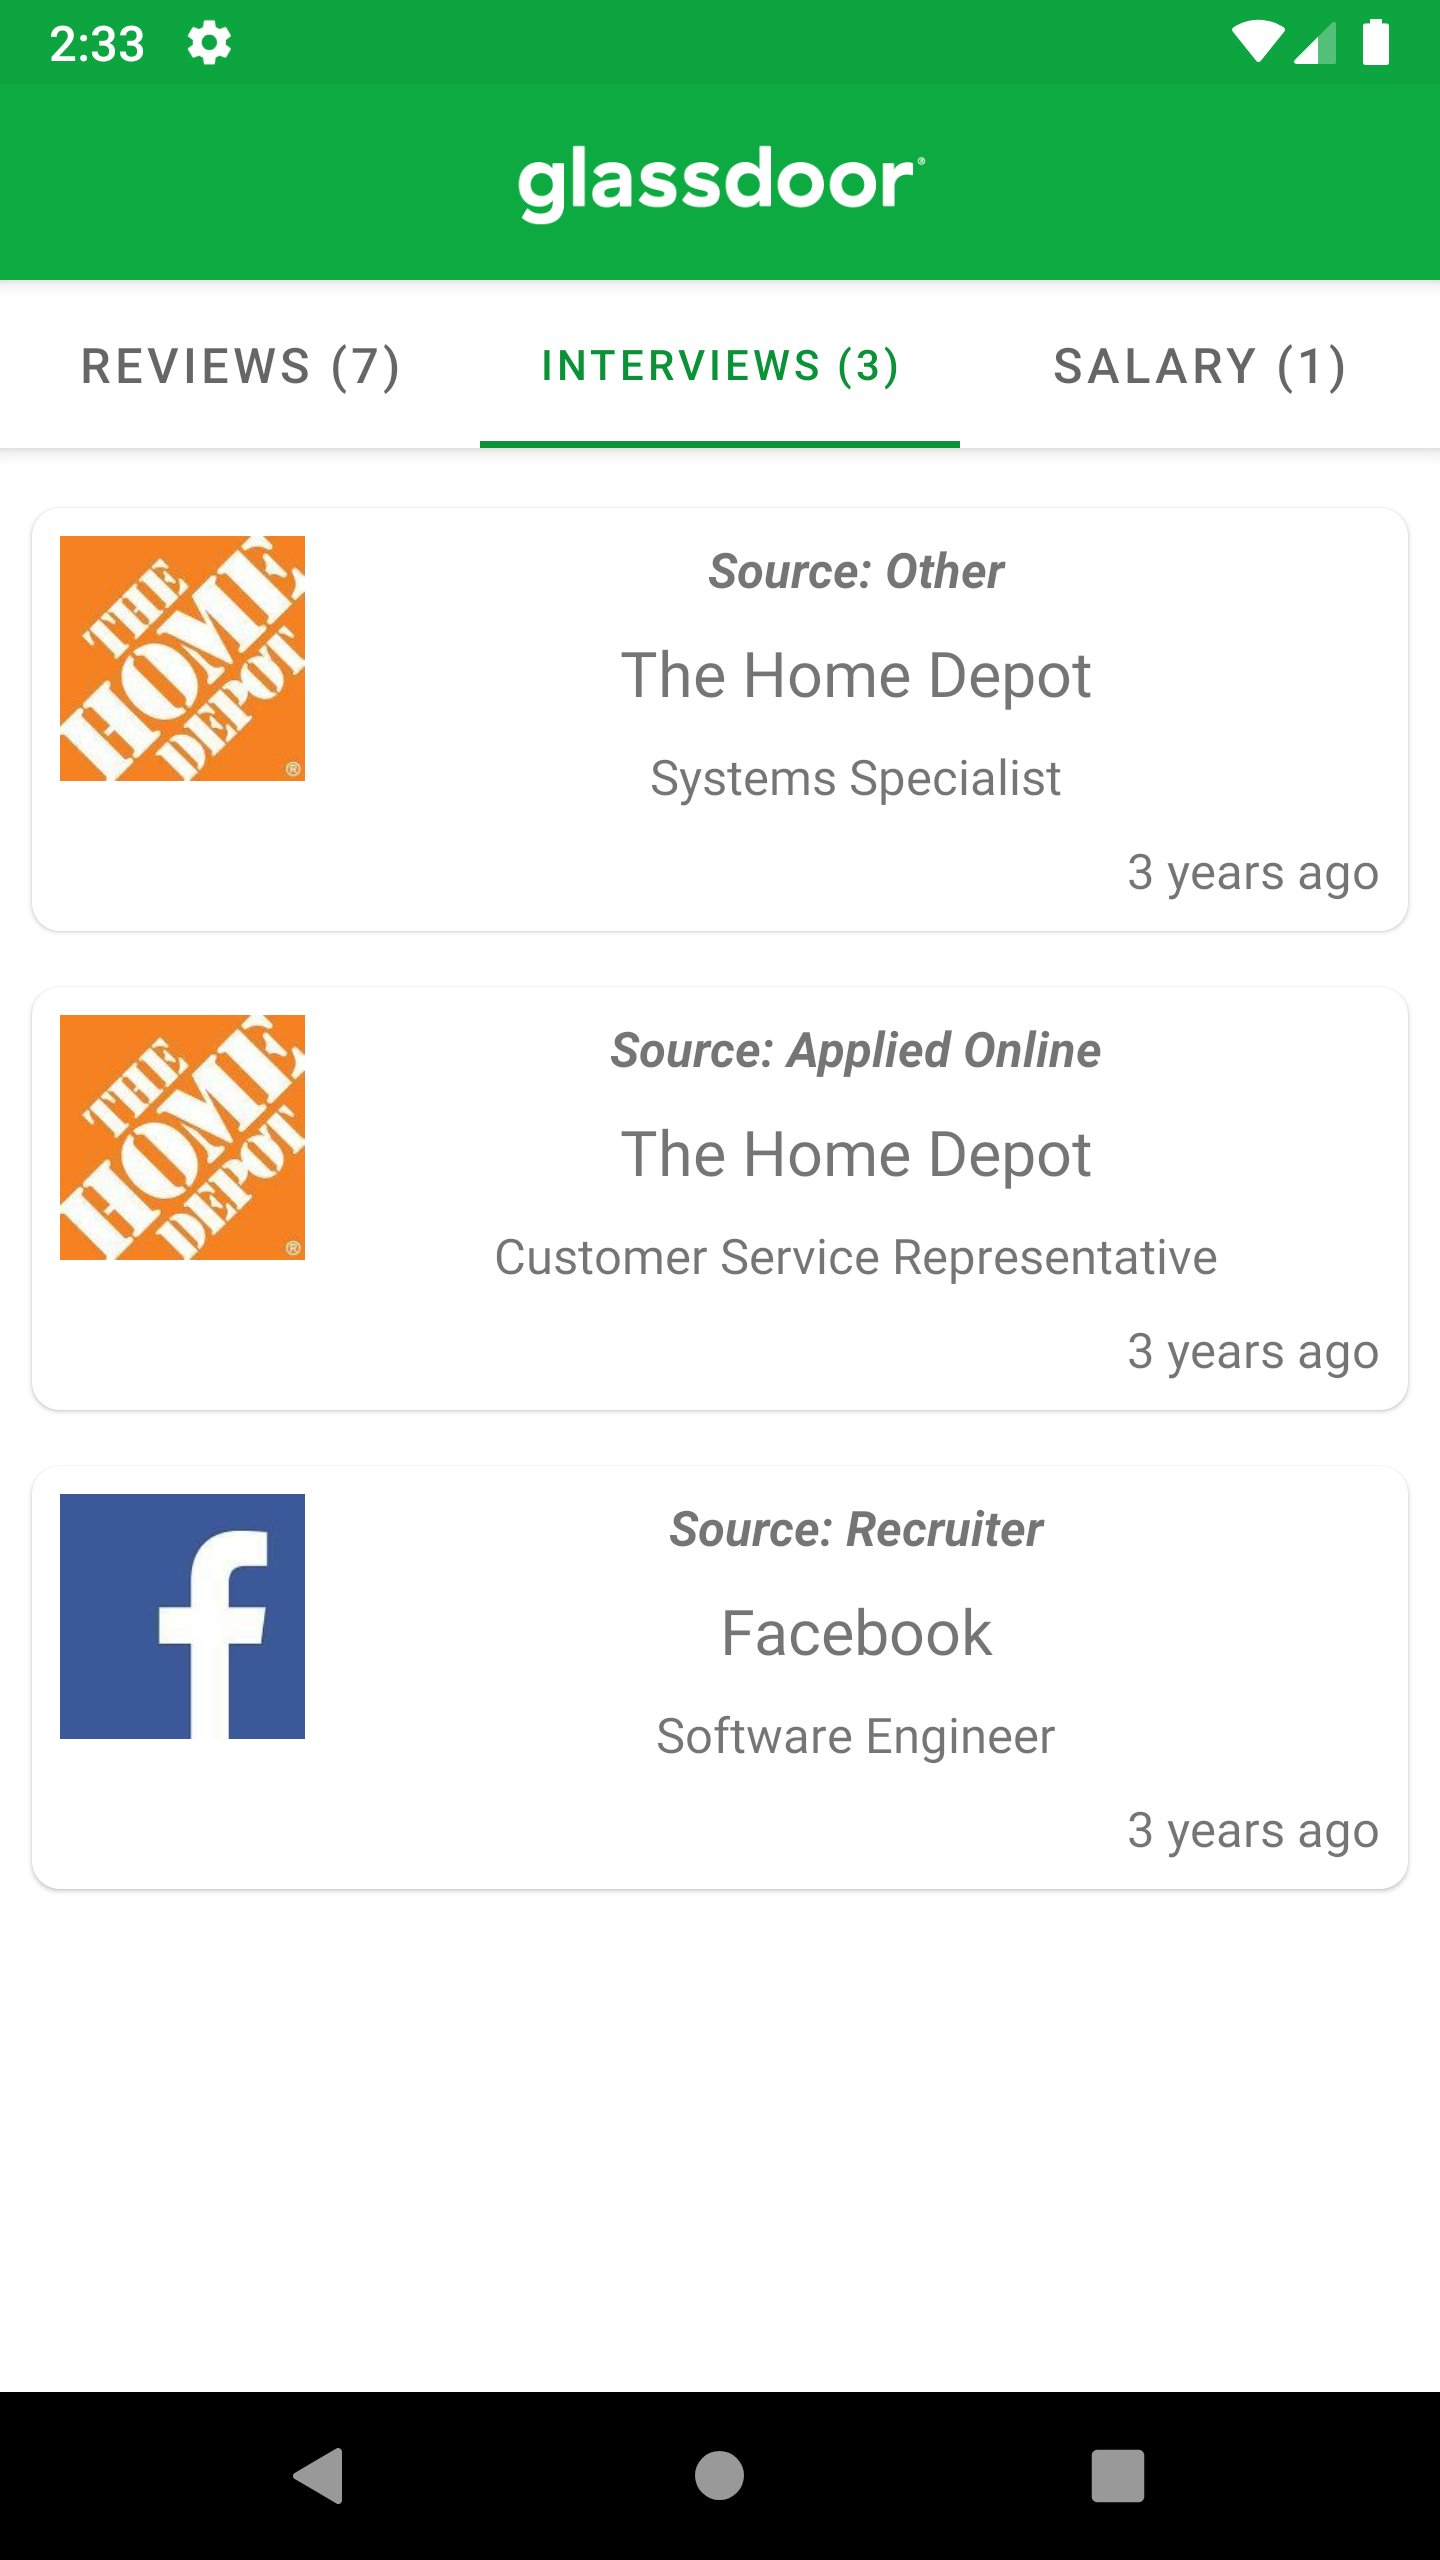 2:33
glassdoor®
REVIEWS (7)
INTERVIEWS (3)
SALARY (1)
THE
HOME
DEPOT
®
Source: Other
The Home Depot
Systems Specialist
3 years ago
THE
HOME
DEPOT
®
Source: Applied Online
The Home Depot
Customer Service Representative
3 years ago
f
Source: Recruiter
Facebook
Software Engineer
3 years ago